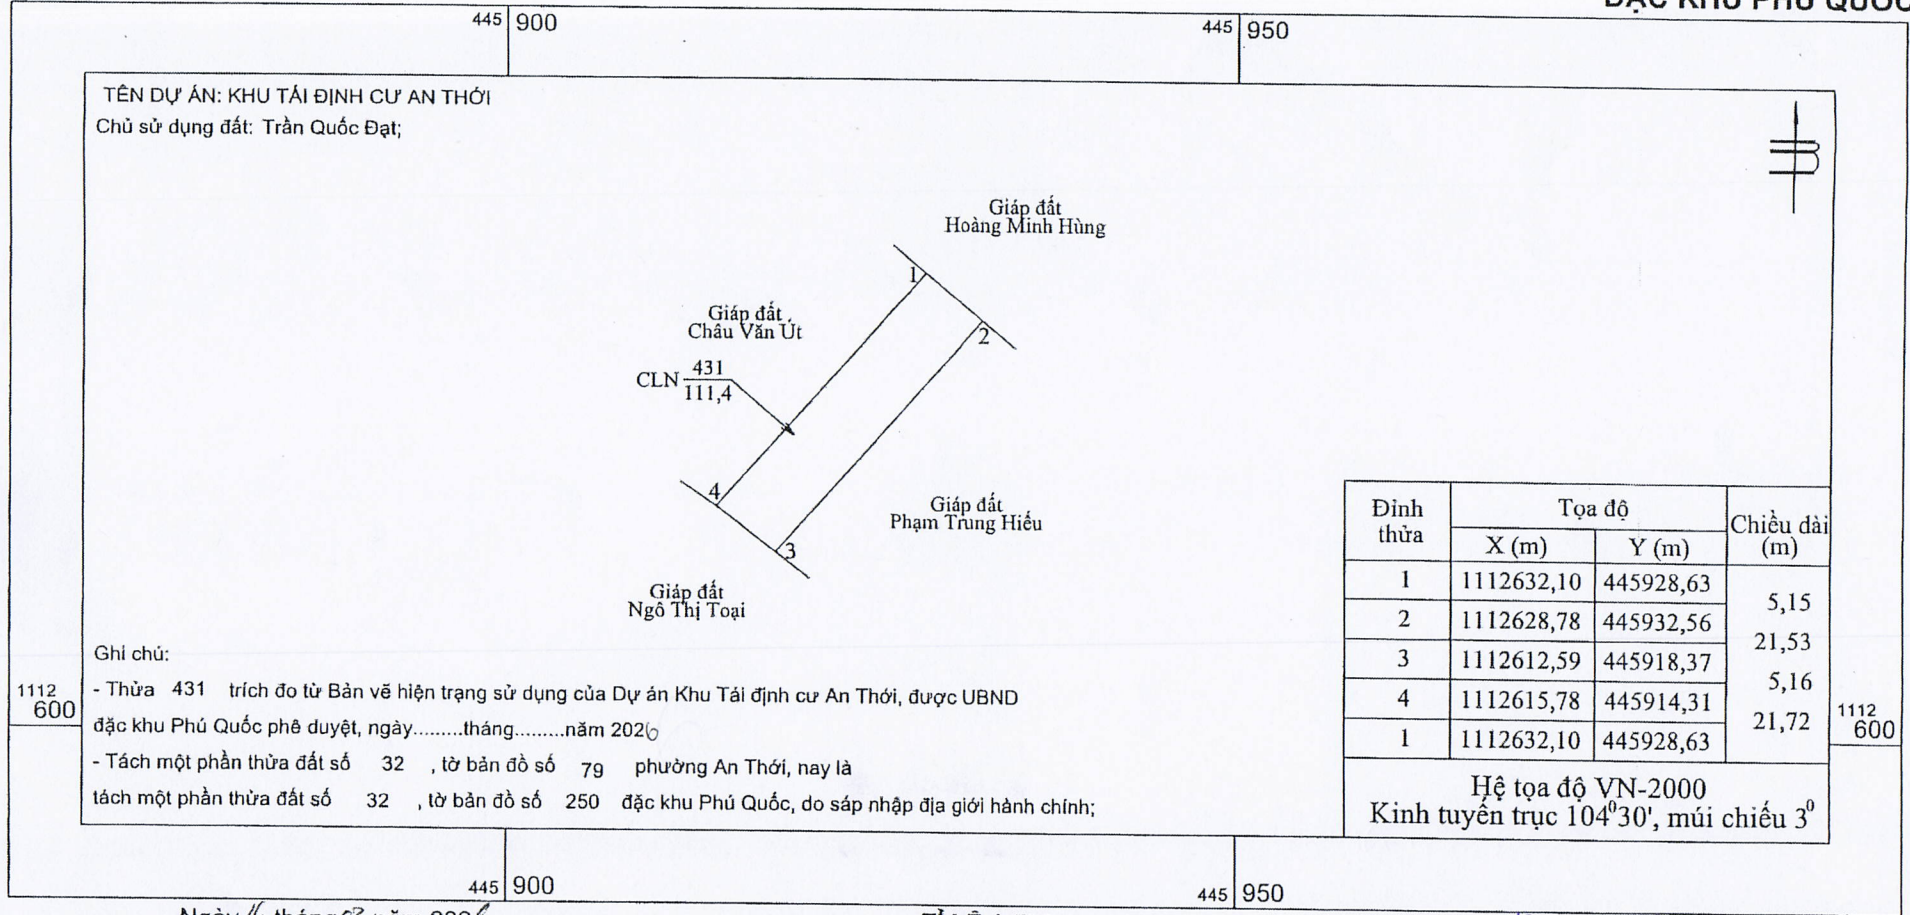 ĐẶC KHU PHÚ QUỐC
445 900
445 950
TÊN DỰ ÁN: KHU TÁI ĐỊNH CƯ AN THỚI
Chủ sử dụng đất: Trần Quốc Đạt;
B
Giáp đất
Hoàng Minh Hùng
1
2
Giáp đất
Châu Văn Út
CLN 431
111,4
4
3
Giáp đất
Phạm Trung Hiếu
Giáp đất
Ngô Thị Toại
Đỉnh thửa Tọa độ Chiều dài (m)
X (m) Y (m)
1 1112632,10 445928,63
5,15
2 1112628,78 445932,56
21,53
3 1112612,59 445918,37
5,16
4 1112615,78 445914,31
21,72
1 1112632,10 445928,63
Hệ tọa độ VN-2000
Kinh tuyến trục 104⁰30', múi chiếu 3⁰
Ghi chú:
- Thửa 431 trích đo từ Bản vẽ hiện trạng sử dụng của Dự án Khu Tái định cư An Thới, được UBND
đặc khu Phú Quốc phê duyệt, ngày.........tháng.........năm 2026
- Tách một phần thửa đất số 32 , tờ bản đồ số 79 phường An Thới, nay là
tách một phần thửa đất số 32 , tờ bản đồ số 250 đặc khu Phú Quốc, do sáp nhập địa giới hành chính;
1112
600
1112
600
445 900
445 950